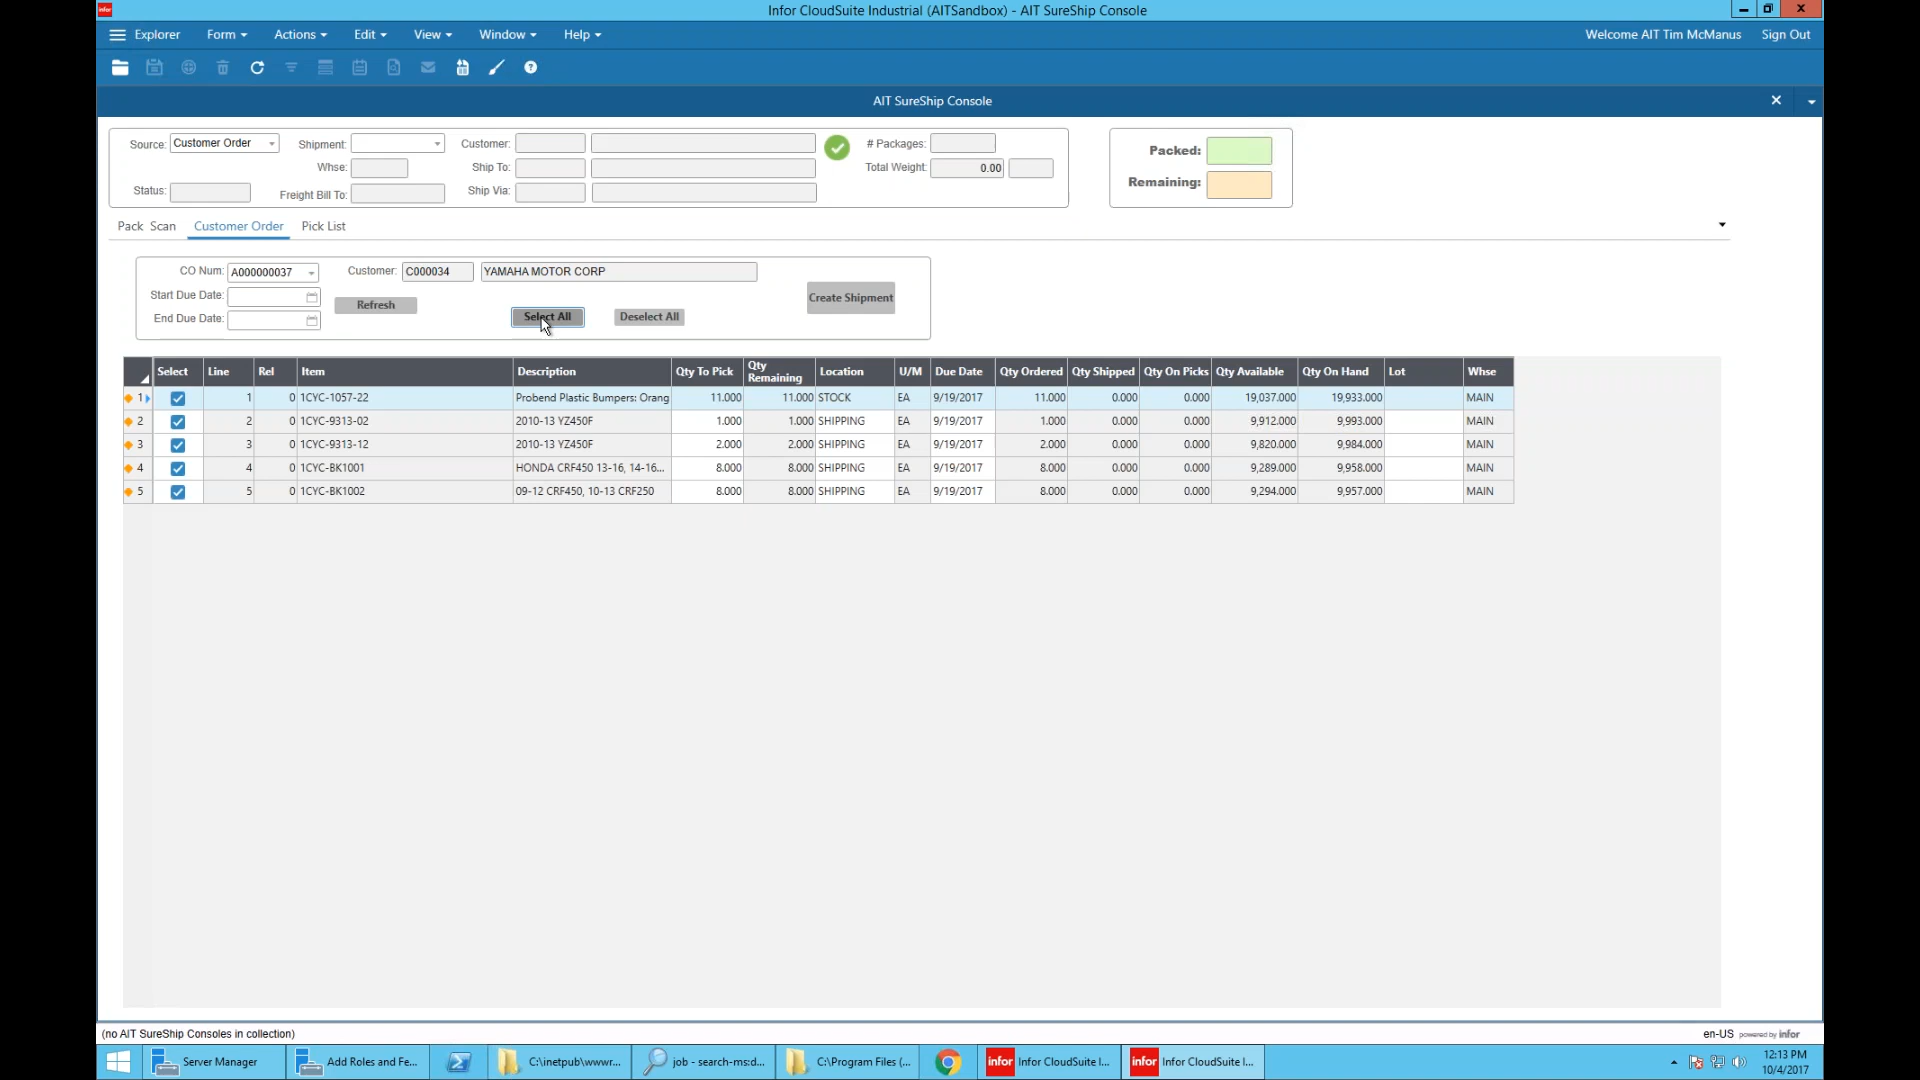 infor Infor CloudSuite Industrial (AITSandbox) - AIT SureShip Console
Explorer Form Actions Edit View Window Help Welcome AIT Tim McManus Sign Out
AIT SureShip Console
Source: Customer Order Shipment: Customer: # Packages: Packed:
Whse: Ship To: Total Weight: 0.00
Remaining:
Status: Freight Bill To: Ship Via:
Pack Scan Customer Order Pick List
CO Num: A000000037 Customer: C000034 YAMAHA MOTOR CORP
Start Due Date: Refresh Create Shipment
End Due Date: Select All Deselect All
Select Line Rel Item Description Qty To Pick Qty Remaining Location U/M Due Date Qty Ordered Qty Shipped Qty On Picks Qty Available Qty On Hand Lot Whse
1 1 0 1CYC-1057-22 Probend Plastic Bumpers: Orang 11.000 11.000 STOCK EA 9/19/2017 11.000 0.000 0.000 19,037.000 19,933.000 MAIN
2 2 0 1CYC-9313-02 2010-13 YZ450F 1.000 1.000 SHIPPING EA 9/19/2017 1.000 0.000 0.000 9,912.000 9,993.000 MAIN
3 3 0 1CYC-9313-12 2010-13 YZ450F 2.000 2.000 SHIPPING EA 9/19/2017 2.000 0.000 0.000 9,820.000 9,984.000 MAIN
4 4 0 1CYC-BK1001 HONDA CRF450 13-16, 14-16... 8.000 8.000 SHIPPING EA 9/19/2017 8.000 0.000 0.000 9,289.000 9,958.000 MAIN
5 5 0 1CYC-BK1002 09-12 CRF450, 10-13 CRF250 8.000 8.000 SHIPPING EA 9/19/2017 8.000 0.000 0.000 9,294.000 9,957.000 MAIN
(no AIT SureShip Consoles in collection) en-US powered by infor
Server Manager Add Roles and Fe... C:\inetpub\wwwr... job - search-ms:d... C:\Program Files (... infor Infor CloudSuite I... infor Infor CloudSuite I... 12:13 PM
10/4/2017